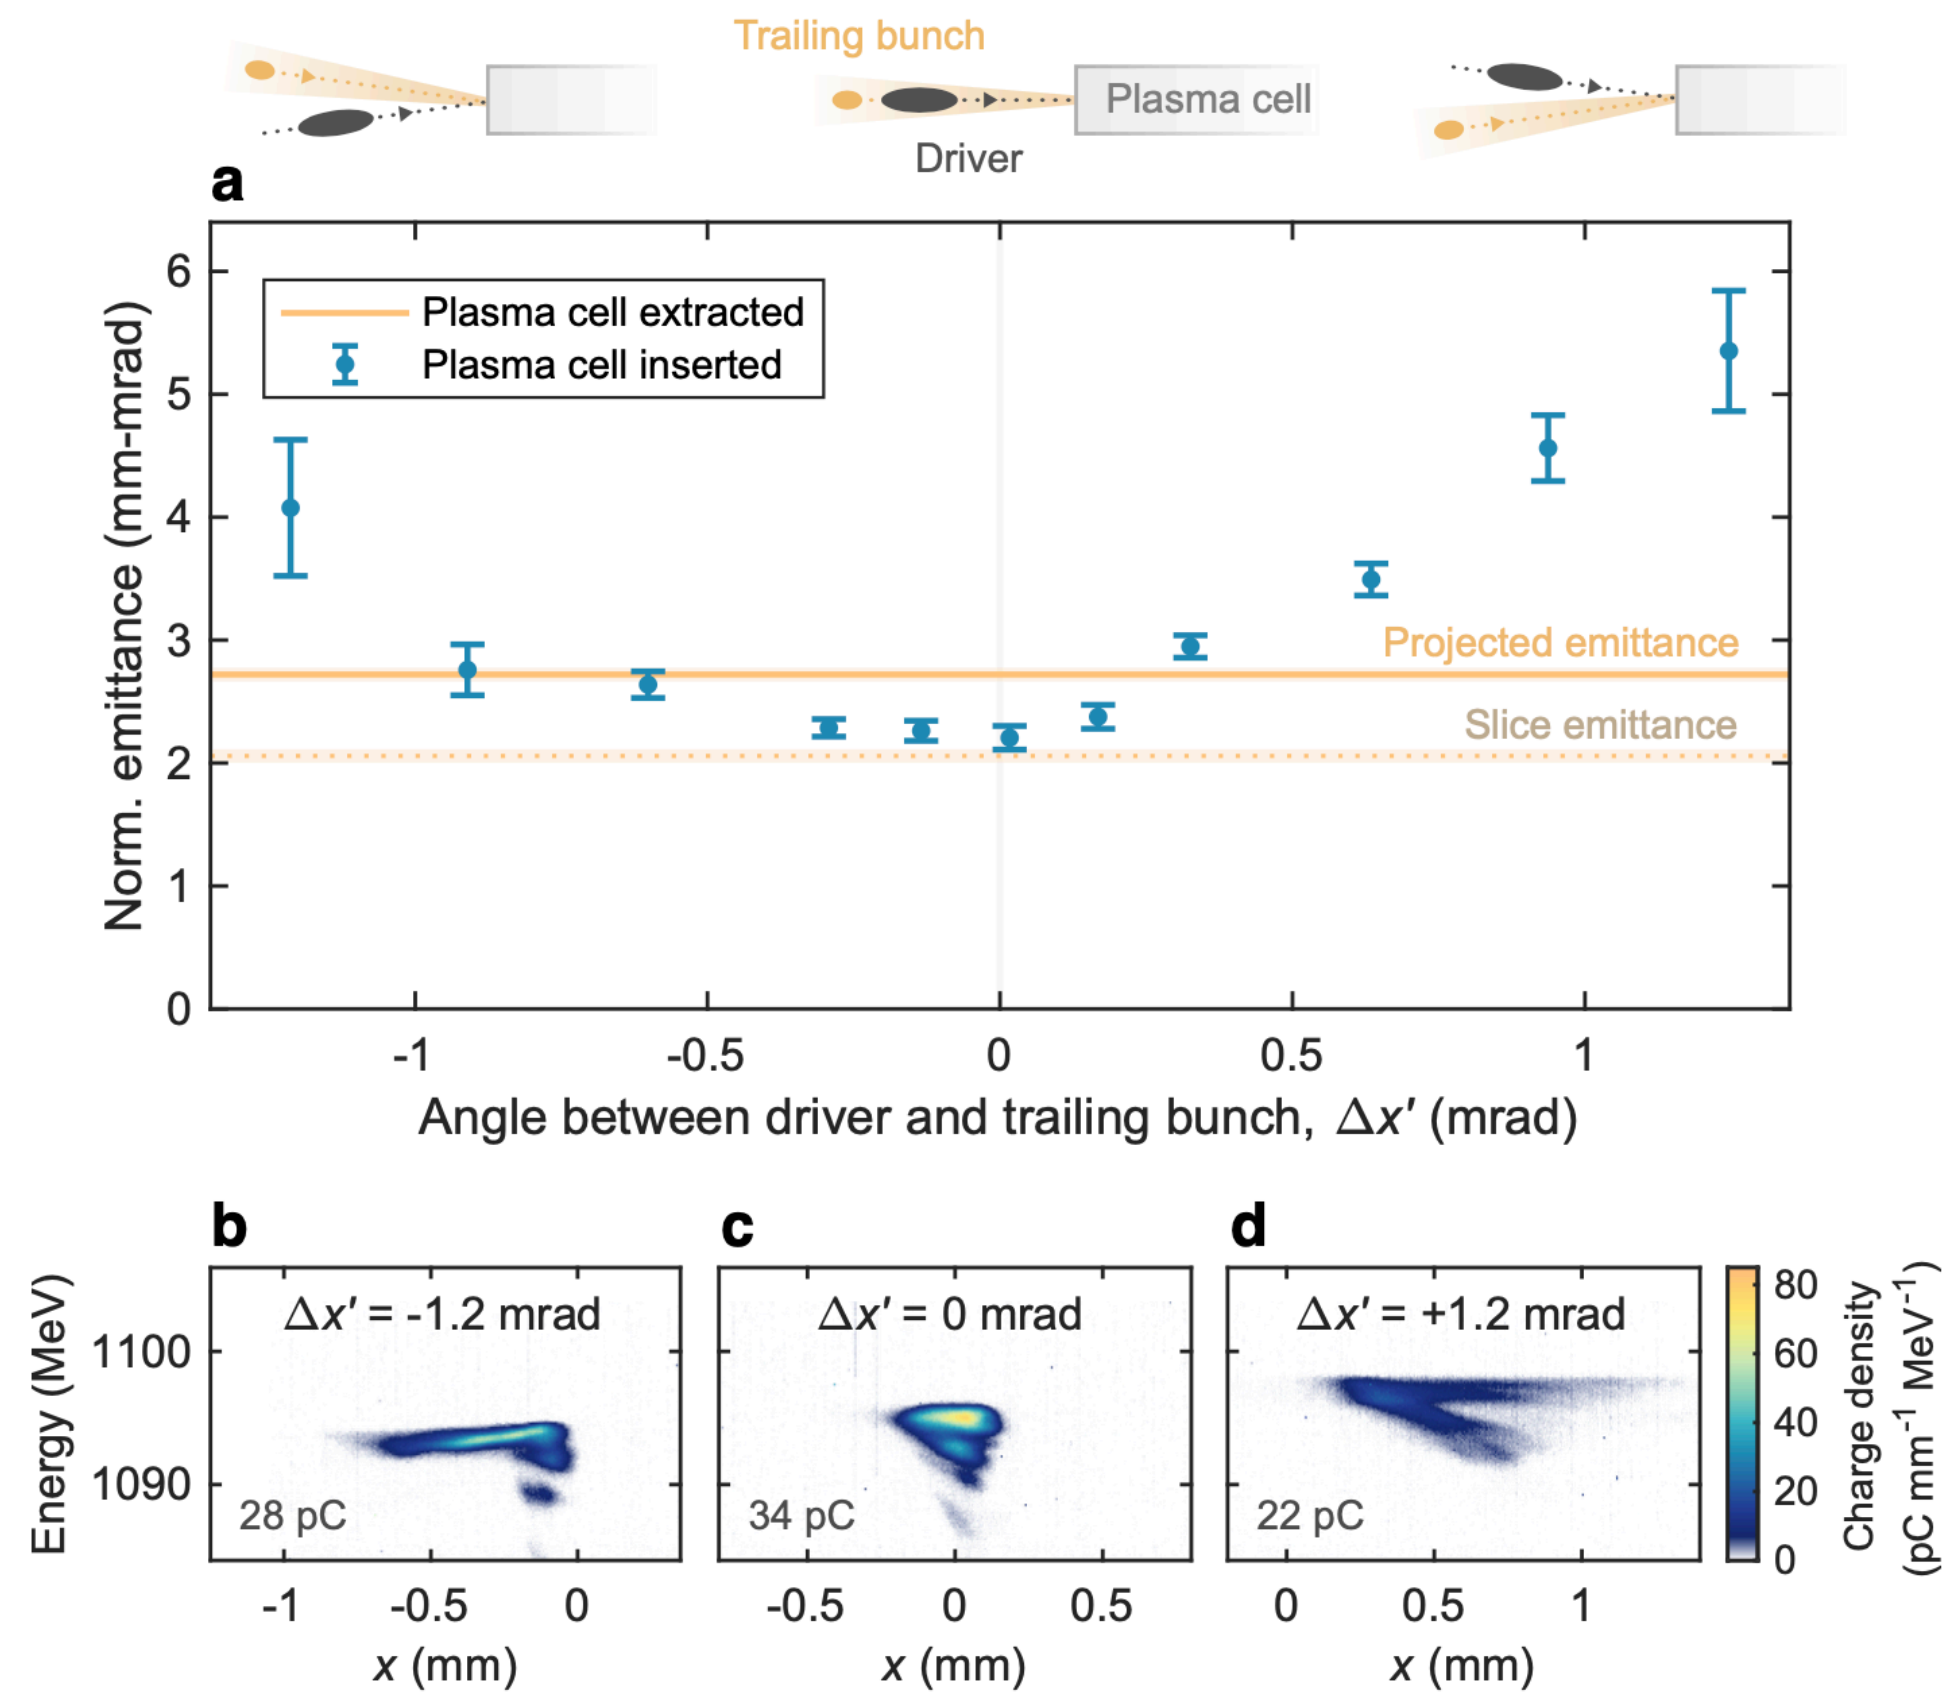 Trailing bunch
Plasma cell
Driver
a
6
5
4
3
2
1
0
Norm. emittance (mm-mrad)
Plasma cell extracted
Plasma cell inserted
Projected emittance
Slice emittance
-1
-0.5
0
0.5
1
Angle between driver and trailing bunch, Δx′ (mrad)
b
c
d
Energy (MeV)
1100
1090
Δx′ = -1.2 mrad
28 pC
-1
-0.5
0
x (mm)
Δx′ = 0 mrad
34 pC
-0.5
0
0.5
x (mm)
Δx′ = +1.2 mrad
22 pC
0
0.5
1
x (mm)
80
60
40
20
0
Charge density
(pC mm⁻¹ MeV⁻¹)